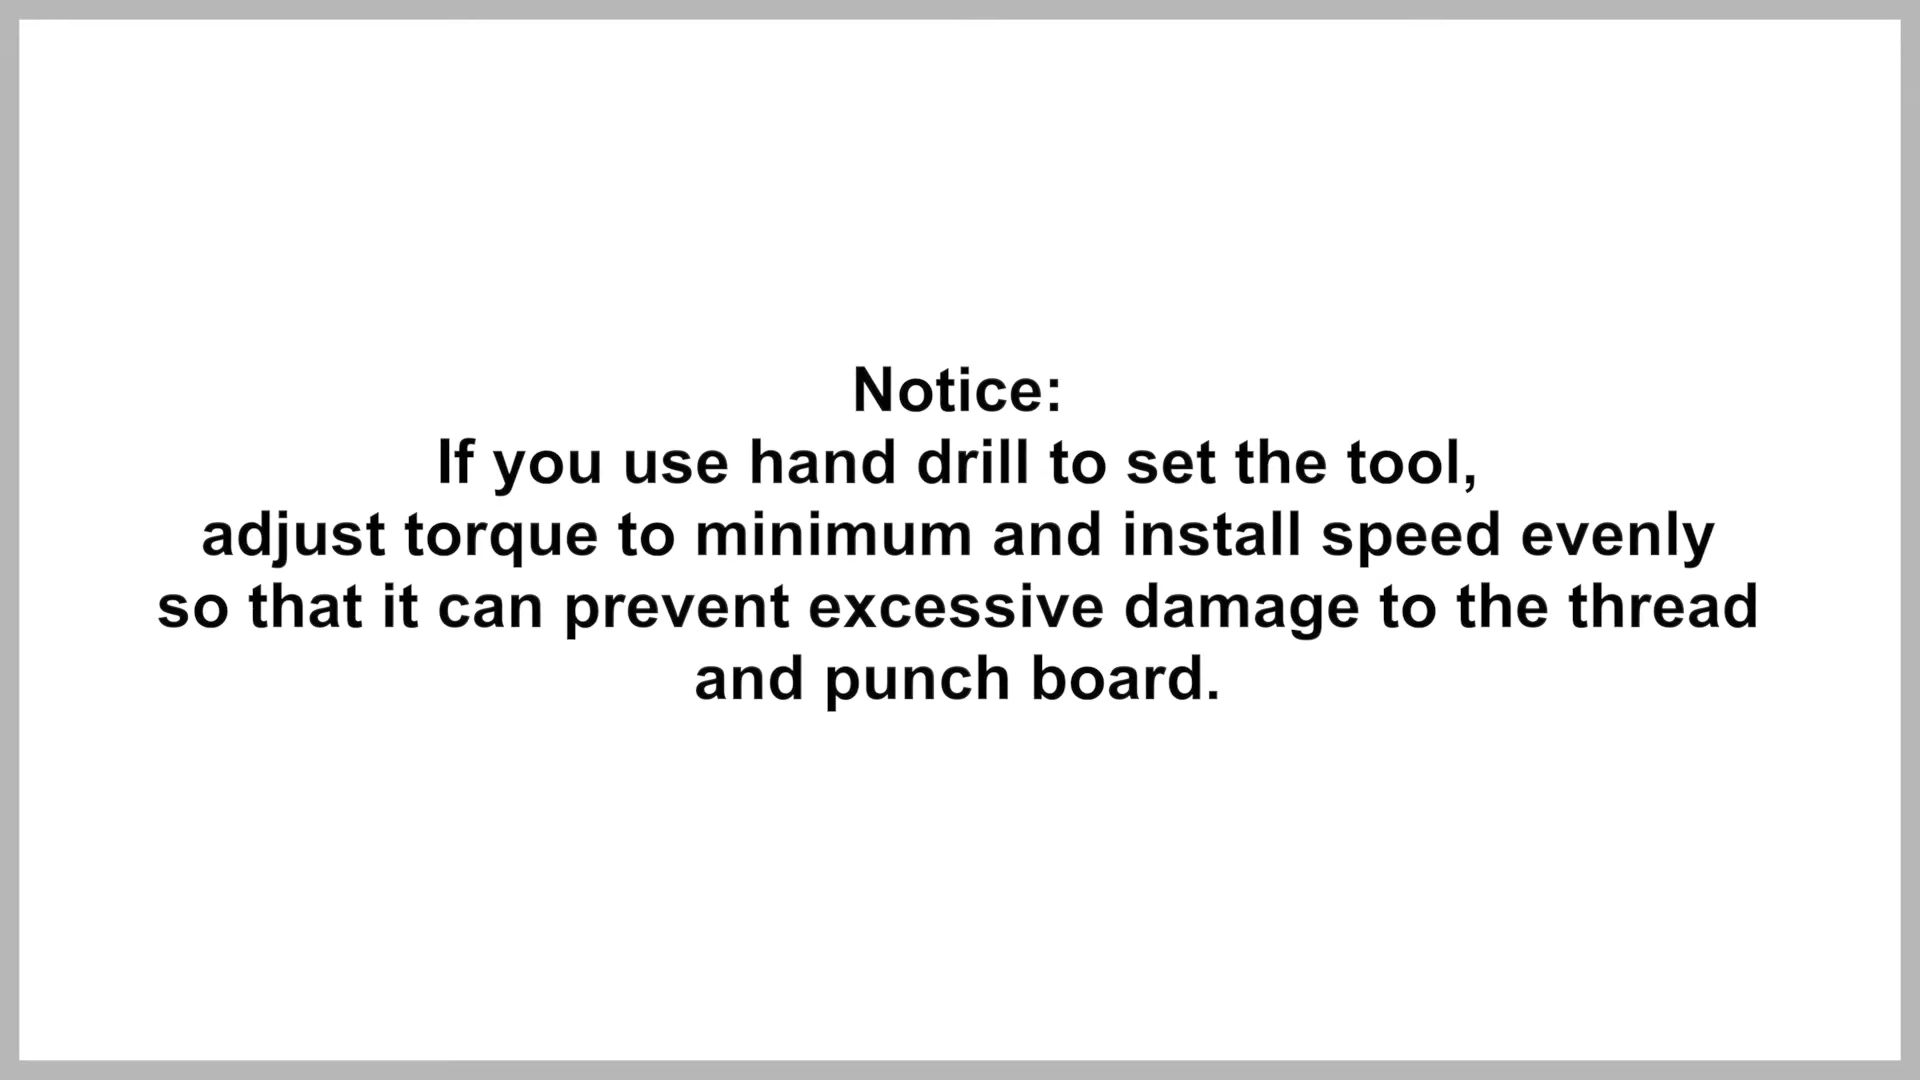 Notice:
If you use hand drill to set the tool,
adjust torque to minimum and install speed evenly
so that it can prevent excessive damage to the thread
and punch board.